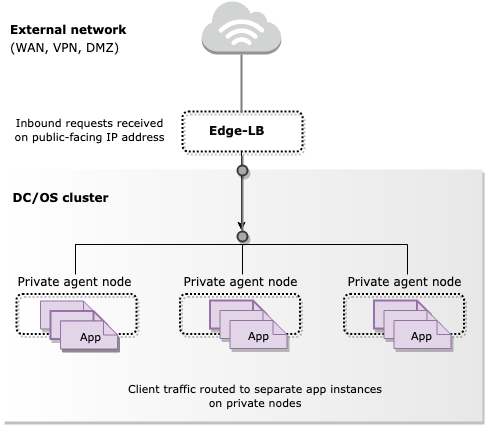 External network
(WAN, VPN, DMZ)
Inbound requests received
on public-facing IP address
Edge-LB
DC/OS cluster
Private agent node
Private agent node
Private agent node
App
App
App
Client traffic routed to separate app instances
on private nodes